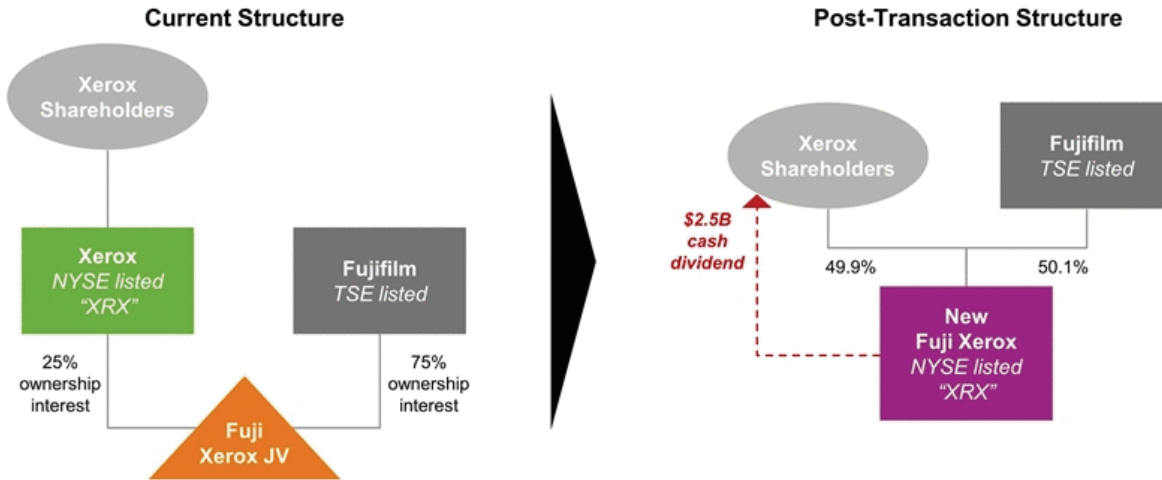 Current Structure
Xerox
Shareholders
Xerox
NYSE listed
“XRX”
Fujifilm
TSE listed
25%
ownership
interest
75%
ownership
interest
Fuji
Xerox JV
Post-Transaction Structure
Xerox
Shareholders
Fujifilm
TSE listed
$2.5B
cash
dividend
49.9%
50.1%
New
Fuji Xerox
NYSE listed
“XRX”